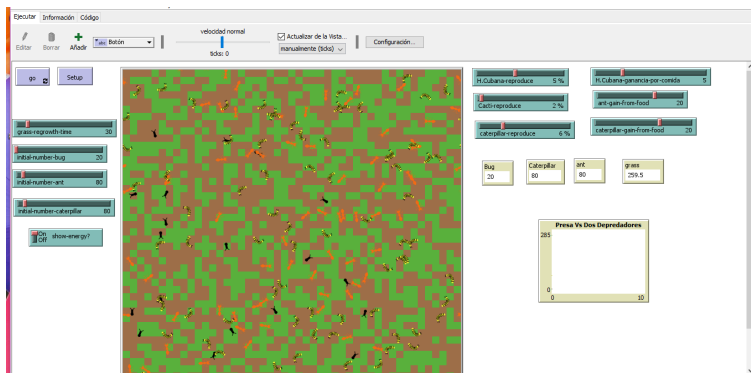 Ejecutar Información Código
velocidad normal
Editar Borrar Añadir Botón
ticks: 0
Actualizar de la Vista...
manualmente (ticks)
Configuración...
go Setup
grass-regrowth-time 30
initial-number-bug 20
initial-number-ant 80
initial-number-caterpillar 80
On
Off show-energy?
H.Cubana-reproduce 5 %
H.Cubana-ganancia-por-comida 5
Cacti-reproduce 2 %
ant-gain-from-food 20
caterpillar-reproduce 6 %
caterpillar-gain-from-food 20
Bug
20
Caterpillar
80
ant
80
grass
259.5
Presa Vs Dos Depredadores
285
0
0 10